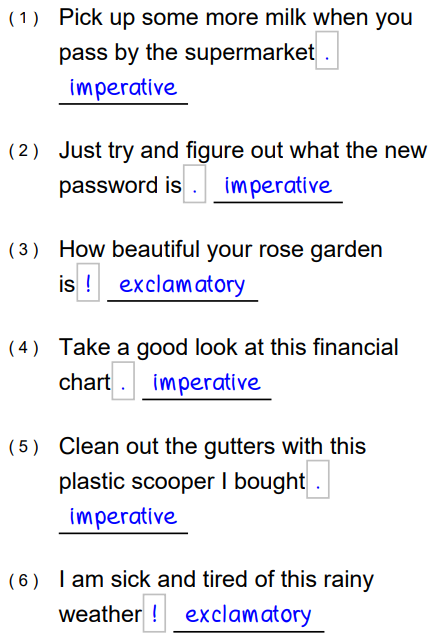 (1) Pick up some more milk when you
pass by the supermarket .
imperative
(2) Just try and figure out what the new
password is . imperative
(3) How beautiful your rose garden
is ! exclamatory
(4) Take a good look at this financial
chart . imperative
(5) Clean out the gutters with this
plastic scooper I bought .
imperative
(6) I am sick and tired of this rainy
weather ! exclamatory